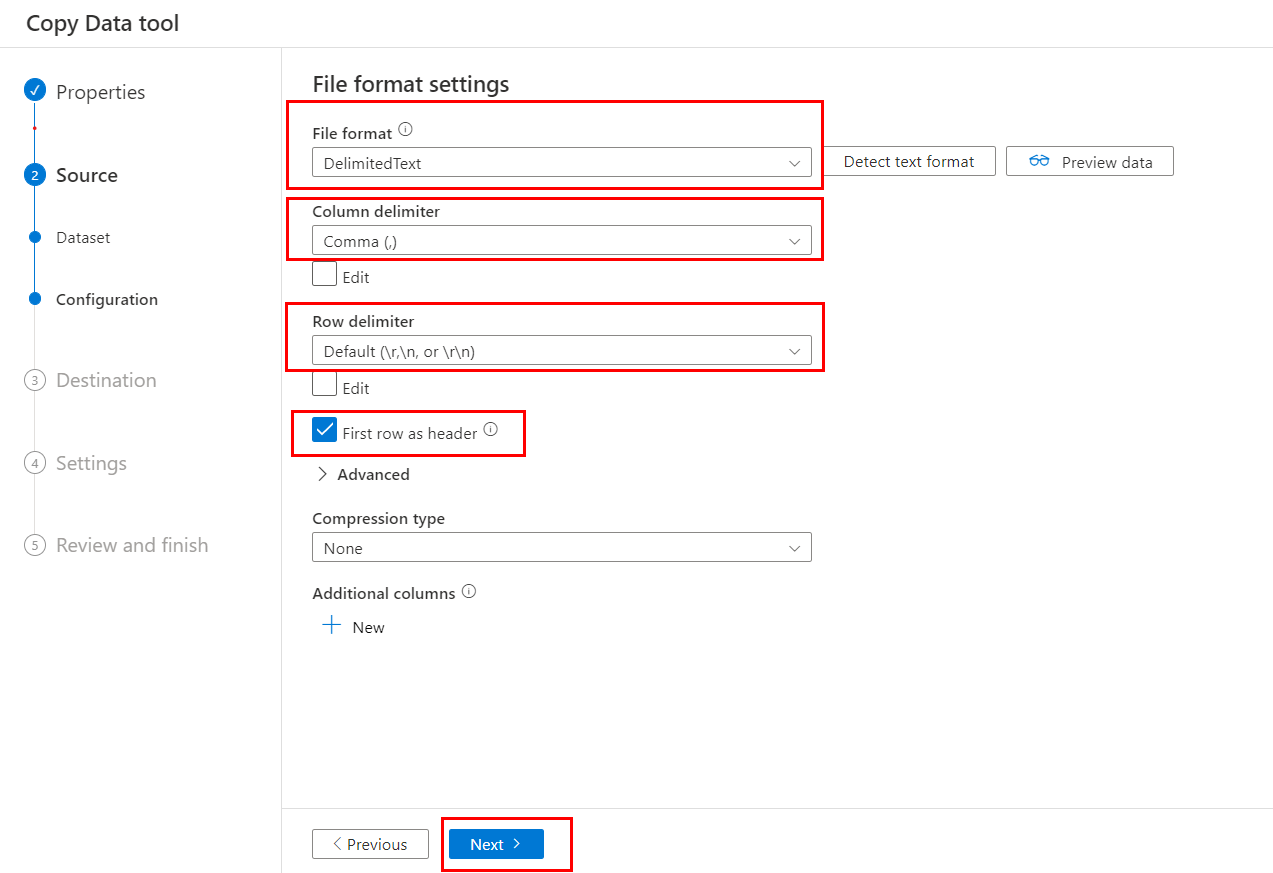 Copy Data tool
Properties
2 Source
Dataset
Configuration
3 Destination
4 Settings
5 Review and finish
File format settings
File format
DelimitedText
Detect text format
Preview data
Column delimiter
Comma (,)
Edit
Row delimiter
Default (\r,\n, or \r\n)
Edit
First row as header
Advanced
Compression type
None
Additional columns
New
Previous
Next